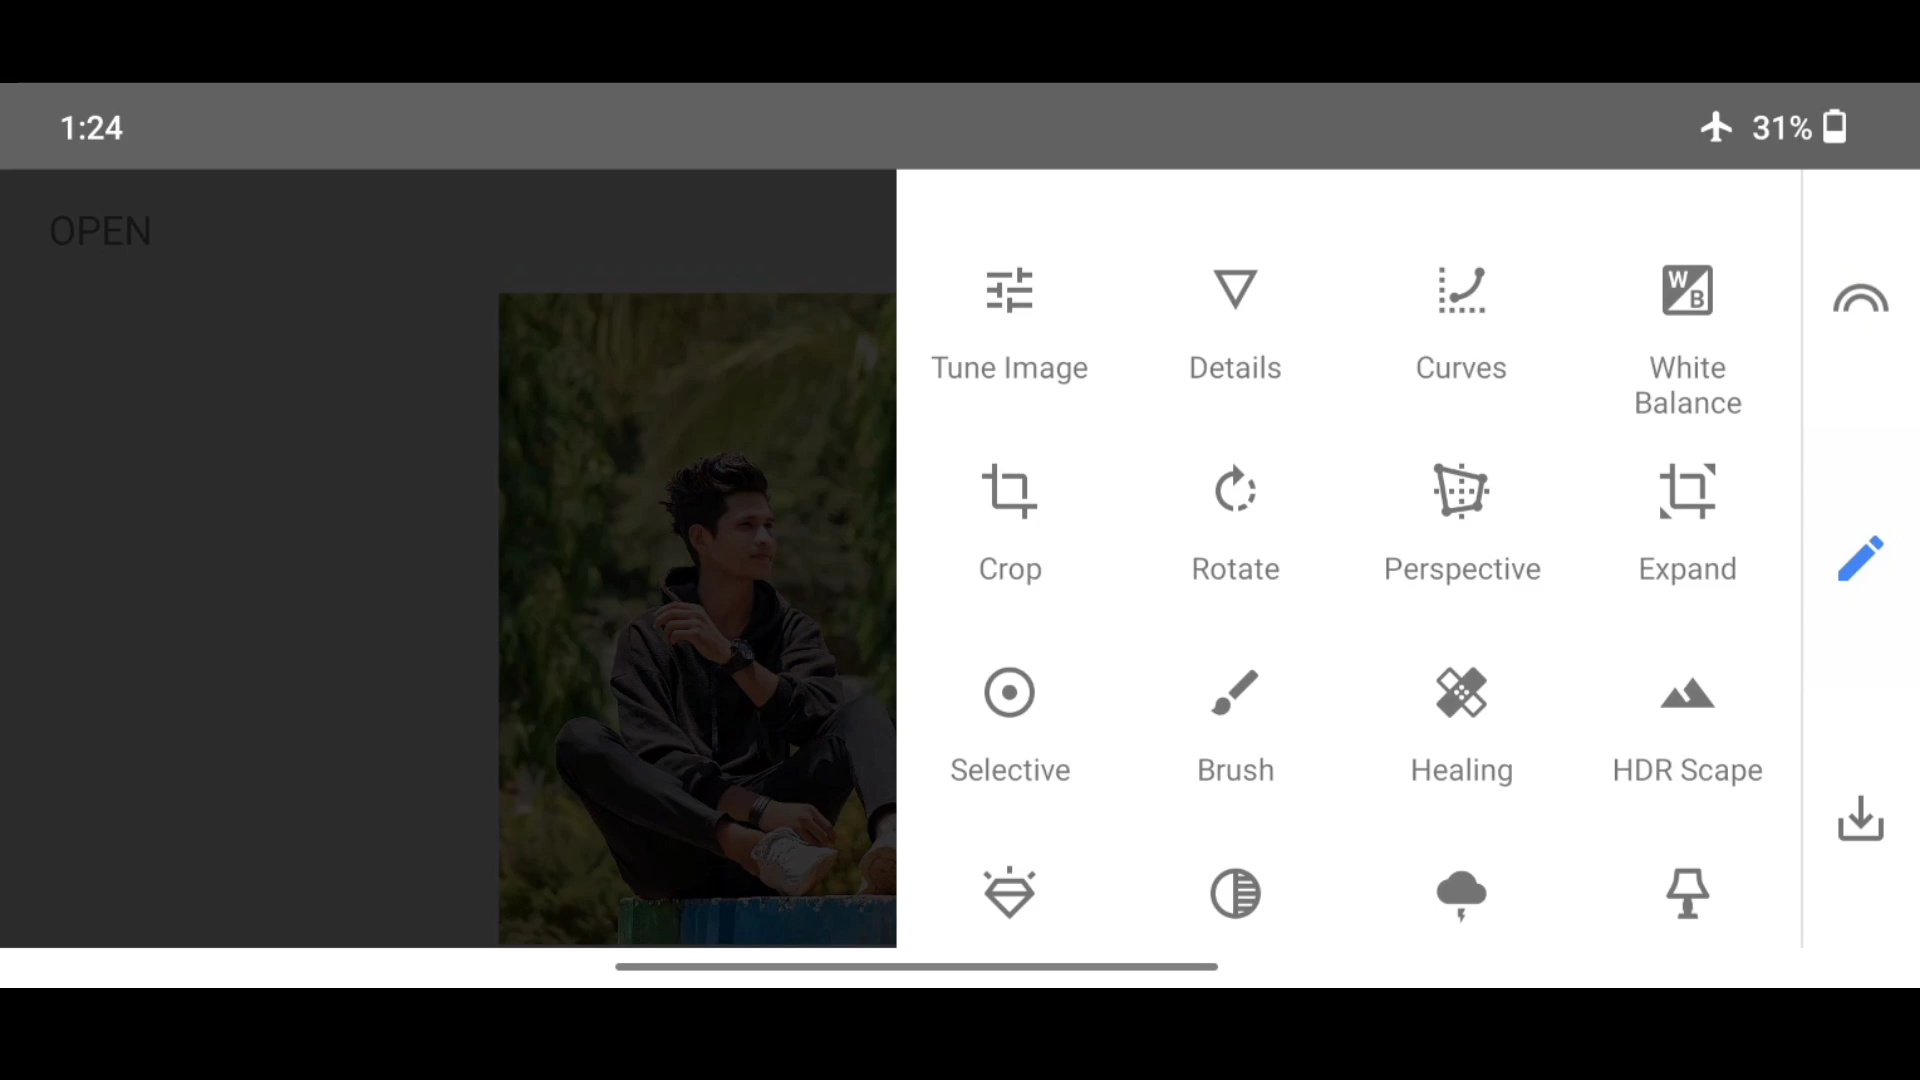 1:24
31%
OPEN
Tune Image
Details
Curves
White
Balance
Crop
Rotate
Perspective
Expand
Selective
Brush
Healing
HDR Scape